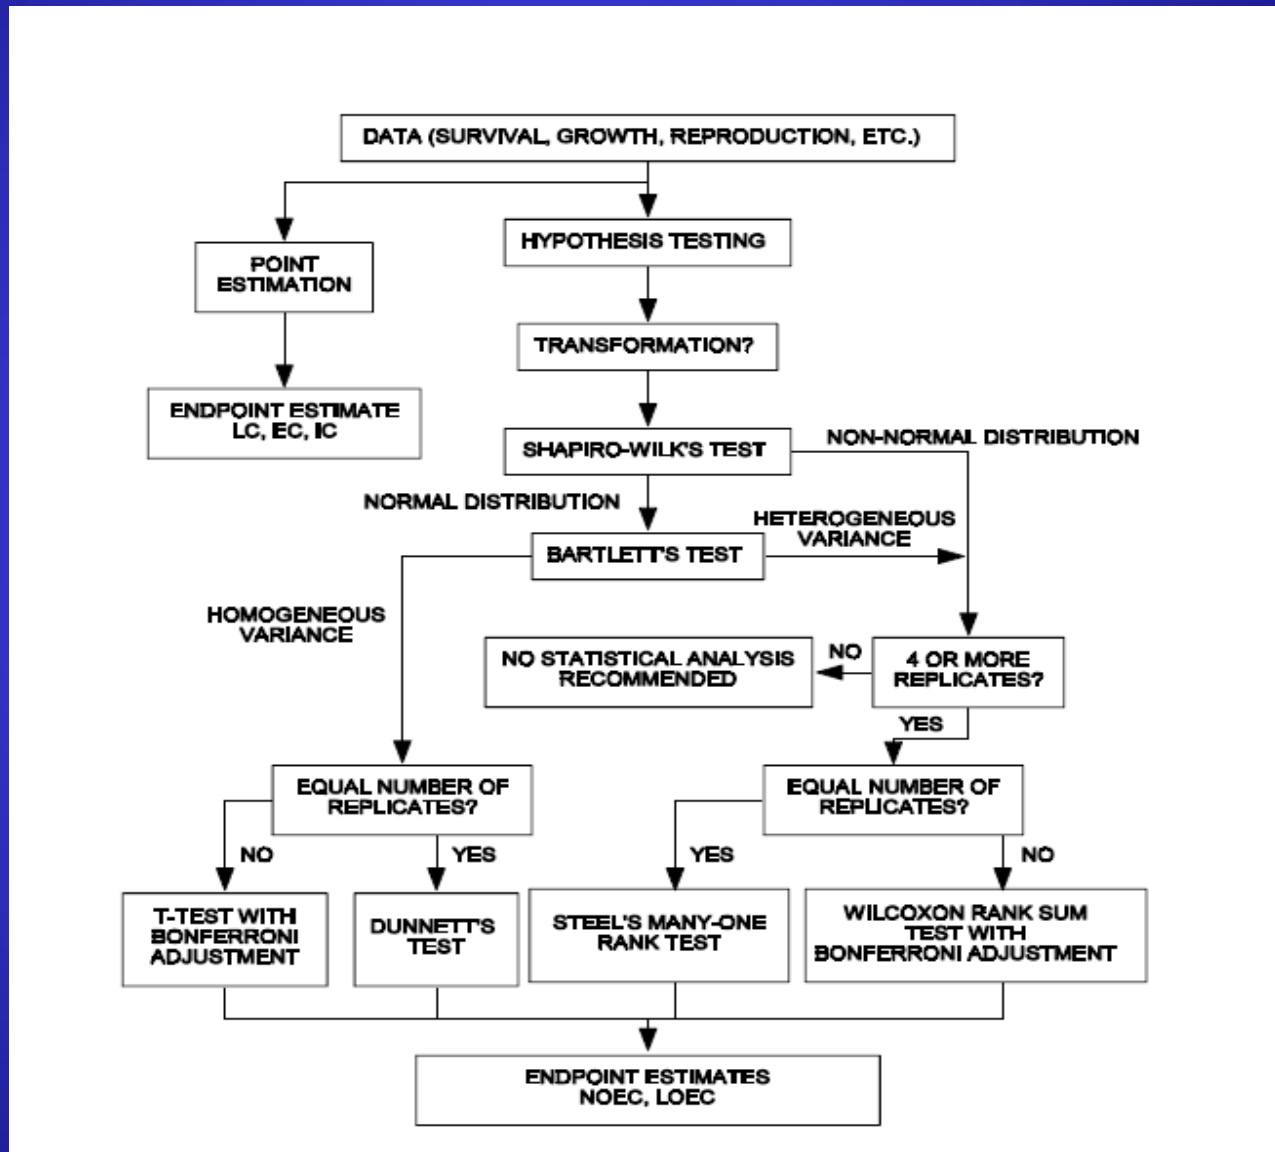 DATA (SURVIVAL, GROWTH, REPRODUCTION, ETC.)
HYPOTHESIS TESTING
POINT
ESTIMATION
TRANSFORMATION?
ENDPOINT ESTIMATE
LC, EC, IC
SHAPIRO-WILK'S TEST
NON-NORMAL DISTRIBUTION
NORMAL DISTRIBUTION
HETEROGENEOUS
VARIANCE
BARTLETT'S TEST
HOMOGENEOUS
VARIANCE
NO STATISTICAL ANALYSIS
RECOMMENDED
NO
4 OR MORE
REPLICATES?
YES
EQUAL NUMBER OF
REPLICATES?
EQUAL NUMBER OF
REPLICATES?
NO
YES
YES
NO
T-TEST WITH
BONFERRONI
ADJUSTMENT
DUNNETT'S
TEST
STEEL'S MANY-ONE
RANK TEST
WILCOXON RANK SUM
TEST WITH
BONFERRONI ADJUSTMENT
ENDPOINT ESTIMATES
NOEC, LOEC